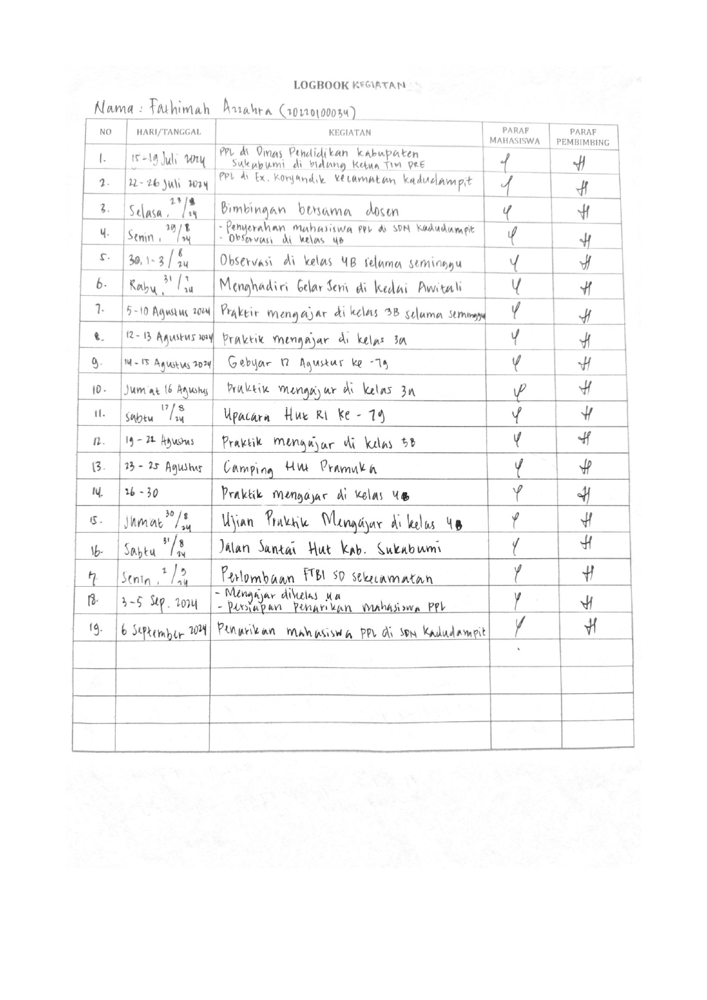 LOGBOOK KEGIATAN
Nama : Fathimah Azzahra (20220100034)
NO HARI/TANGGAL KEGIATAN PARAF MAHASISWA PARAF PEMBIMBING
1. 15-19 Juli 2024 PPL di Dinas Pendidikan Kabupaten
Sukabumi di bidang Ketua Tim PRE
2. 22-26 Juli 2024 PPL di Ex. Koryandik Kecamatan Kadudampit
3. Selasa, 23/8 24 Bimbingan bersama dosen
4. Senin, 29/8 24 - Penyerahan mahasiswa PPL di SDN Kadudampit
- Observasi di kelas 4B
5. 30, 1-3/8 24 Observasi di kelas 4B selama seminggu
6. Rabu, 31/7 24 Menghadiri Gelar Seni di Kedai Awitali
7. 5-10 Agustus 2024 Praktir mengajar di kelas 3B selama seminggu
8. 12-13 Agustus 2024 Praktik mengajar di kelas 3A
9. 14-15 Agustus 2024 Gebyar 17 Agustus ke-79
10. Jumat 16 Agustus Praktik mengajar di kelas 3A
11. Sabtu 17/8 24 Upacara Hut RI ke-79
12. 19-22 Agustus Praktik mengajar di kelas 5B
13. 23-25 Agustus Camping Hut Pramuka
14. 26-30 Praktik mengajar di kelas 4B
15. Jumat 30/8 24 Ujian Praktik Mengajar di kelas 4B
16. Sabtu 31/8 24 Jalan Santai Hut Kab. Sukabumi
17. Senin, 2/9 24 Perlombaan FTBI SD sekecamatan
18. 3-5 Sep. 2024 - Mengajar dikelas 4a
- Persiapan penarikan mahasiswa PPL
19. 6 September 2024 Penarikan mahasiswa PPL di SDN Kadudampit